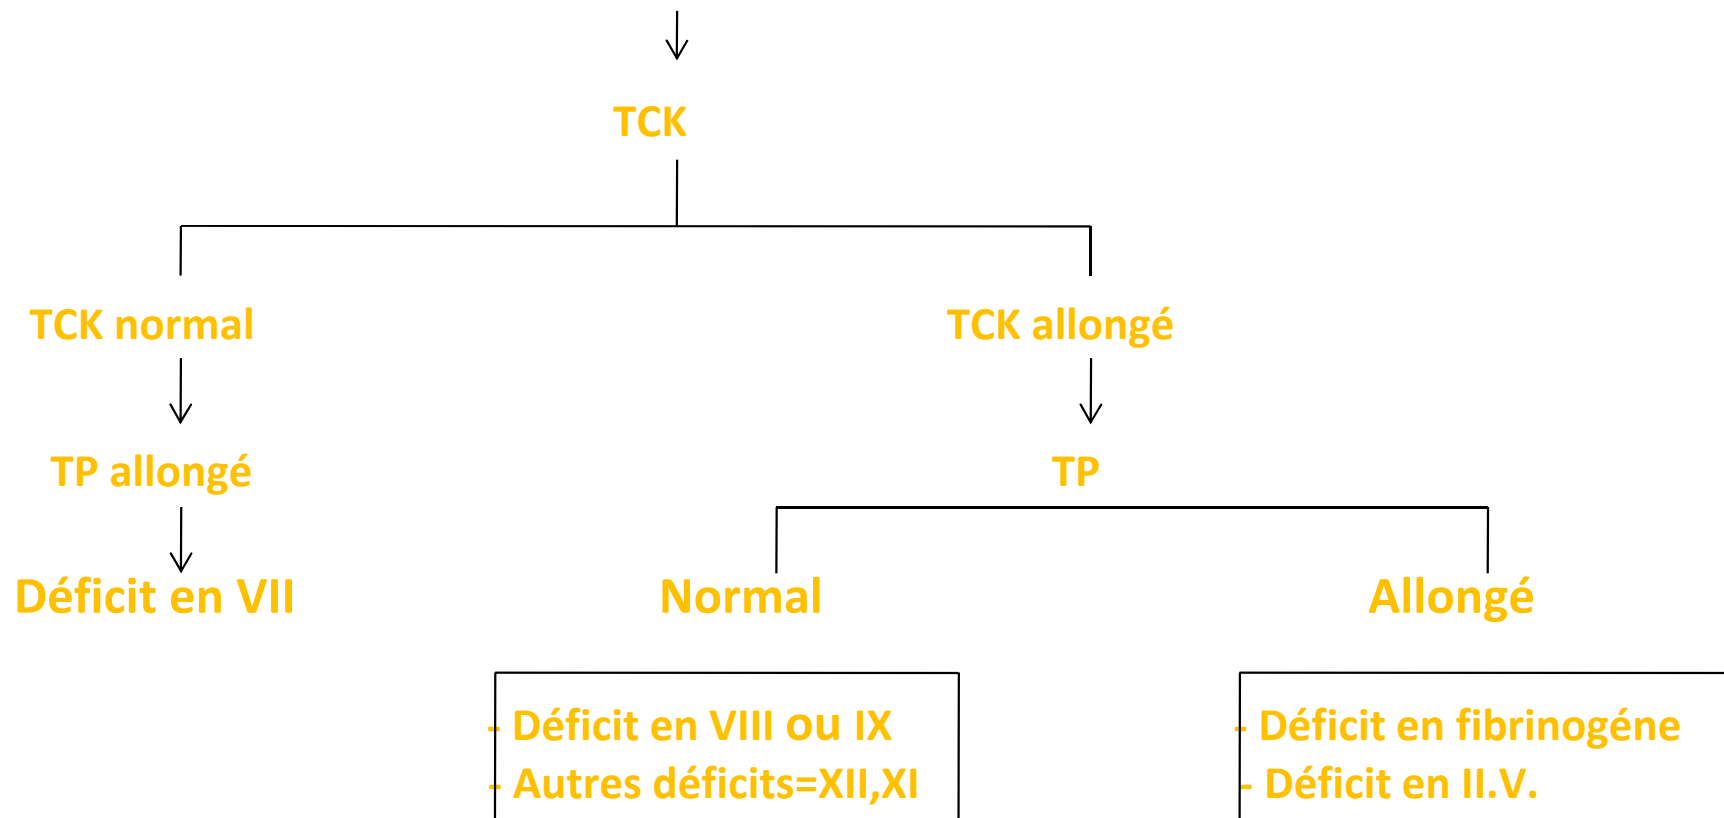 TCK
TCK normal
TCK allongé
TP allongé
TP
Déficit en VII
Normal
Allongé
- Déficit en VIII ou IX
- Autres déficits=XII,XI
- Déficit en fibrinogéne
- Déficit en II.V.